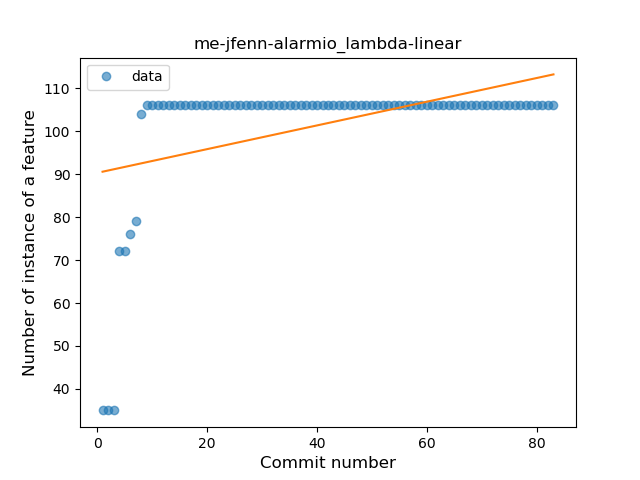 me-jfenn-alarmio_lambda-linear
data
Number of instance of a feature
110
100
90
80
70
60
50
40
0 20 40 60 80
Commit number